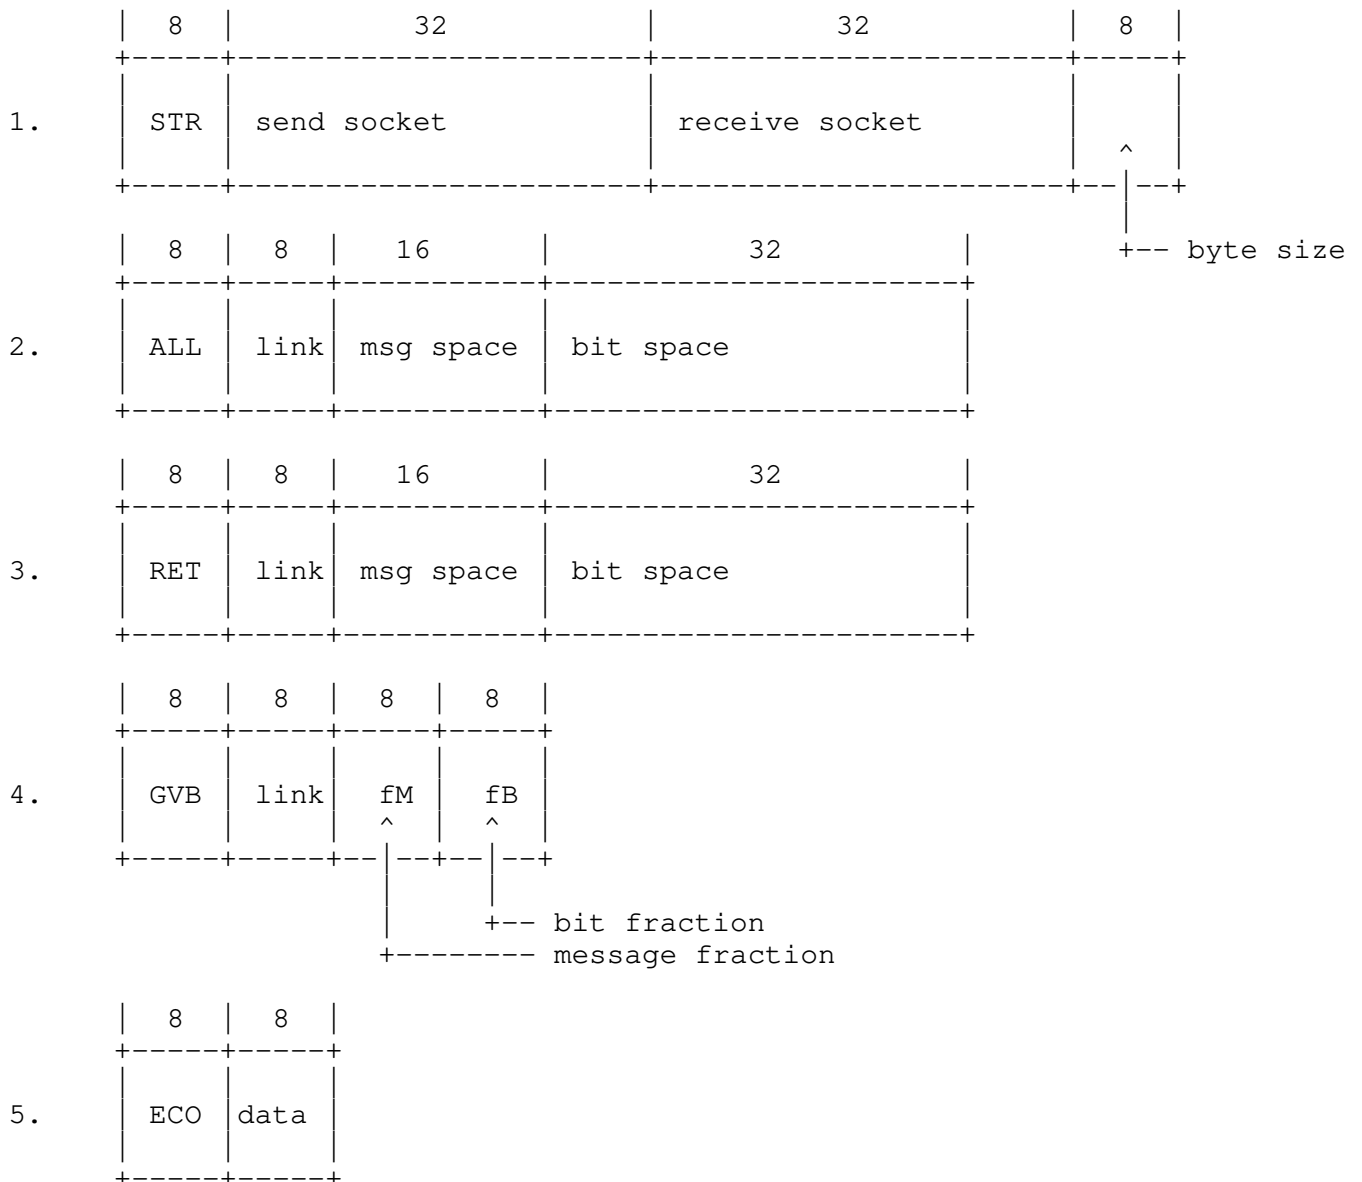 8 32 32 8
1. STR send socket receive socket
^
8 8 16 32 +-- byte size
2. ALL link msg space bit space
8 8 16 32
3. RET link msg space bit space
8 8 8 8
4. GVB link fM fB
^ ^
+-- bit fraction
+-------- message fraction
8 8
5. ECO data